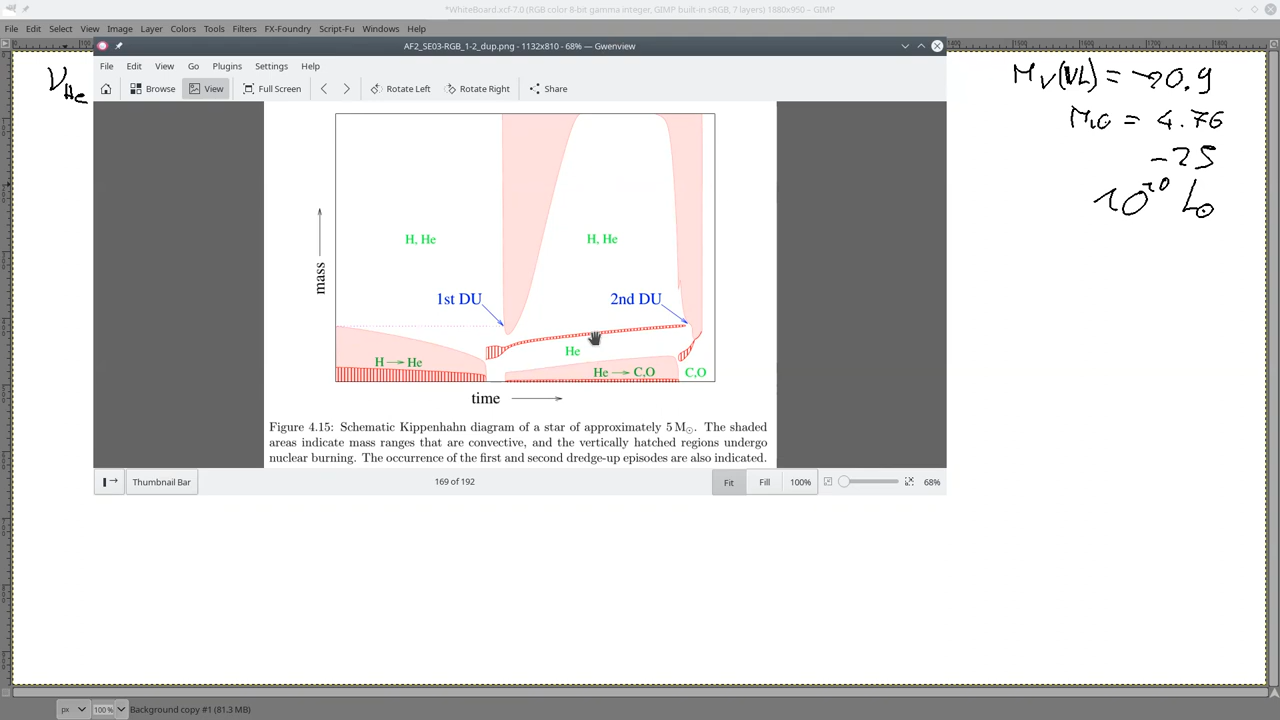 *WhiteBoard.xcf-7.0 (RGB color 8-bit gamma integer, GIMP built-in sRGB, 7 layers) 1880x950 – GIMP
File Edit Select View Image Layer Colors Tools Filters FX-Foundry Script-Fu Windows Help
AF2_SE03-RGB_1-2_dup.png - 1132x810 - 68% — Gwenview
File Edit View Go Plugins Settings Help
Browse View Full Screen Rotate Left Rotate Right Share
ν_He
M_V(VL) = -20.9
M_L⊙ = 4.76
-25
10^10 L⊙
H, He
H, He
mass
1st DU
2nd DU
He
H → He
He → C,O
C,O
time
Figure 4.15: Schematic Kippenhahn diagram of a star of approximately 5 M⊙. The shaded
areas indicate mass ranges that are convective, and the vertically hatched regions undergo
nuclear burning. The occurrence of the first and second dredge-up episodes are also indicated.
Thumbnail Bar
169 of 192
Fit Fill 100%
68%
px 100% Background copy #1 (81.3 MB)